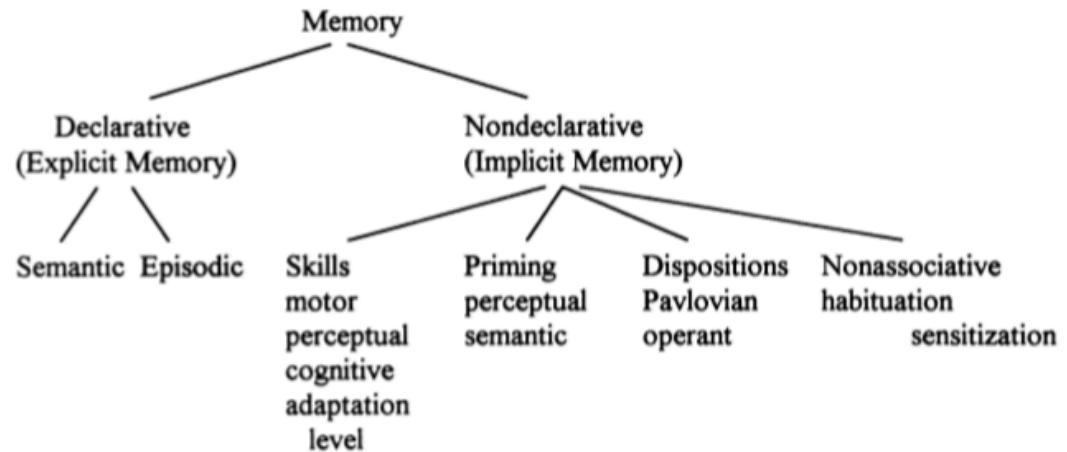 Memory
Declarative
(Explicit Memory)
Nondeclarative
(Implicit Memory)
Semantic Episodic
Skills
motor
perceptual
cognitive
adaptation
level
Priming
perceptual
semantic
Dispositions
Pavlovian
operant
Nonassociative
habituation
sensitization